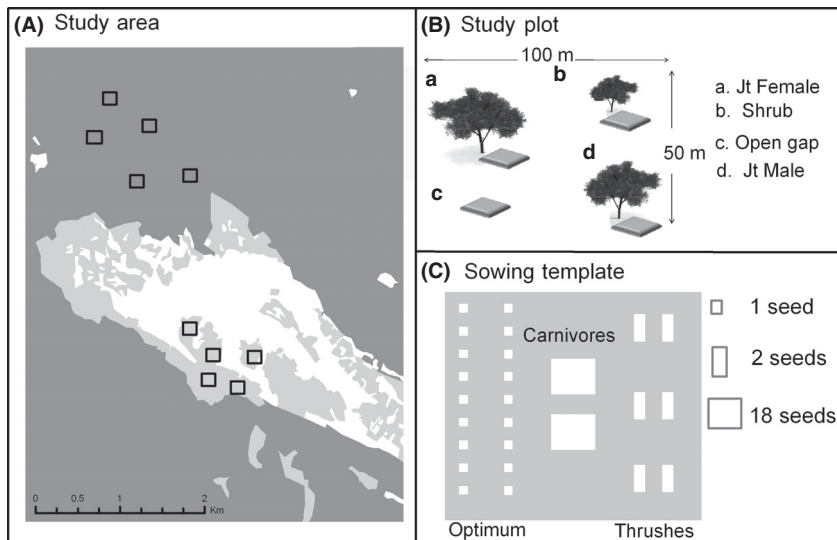 (A) Study area
0 0.5 1 2
Km
(B) Study plot
100 m
a
b
c
d
50 m
a. Jt Female
b. Shrub
c. Open gap
d. Jt Male
(C) Sowing template
Carnivores
Optimum
Thrushes
1 seed
2 seeds
18 seeds